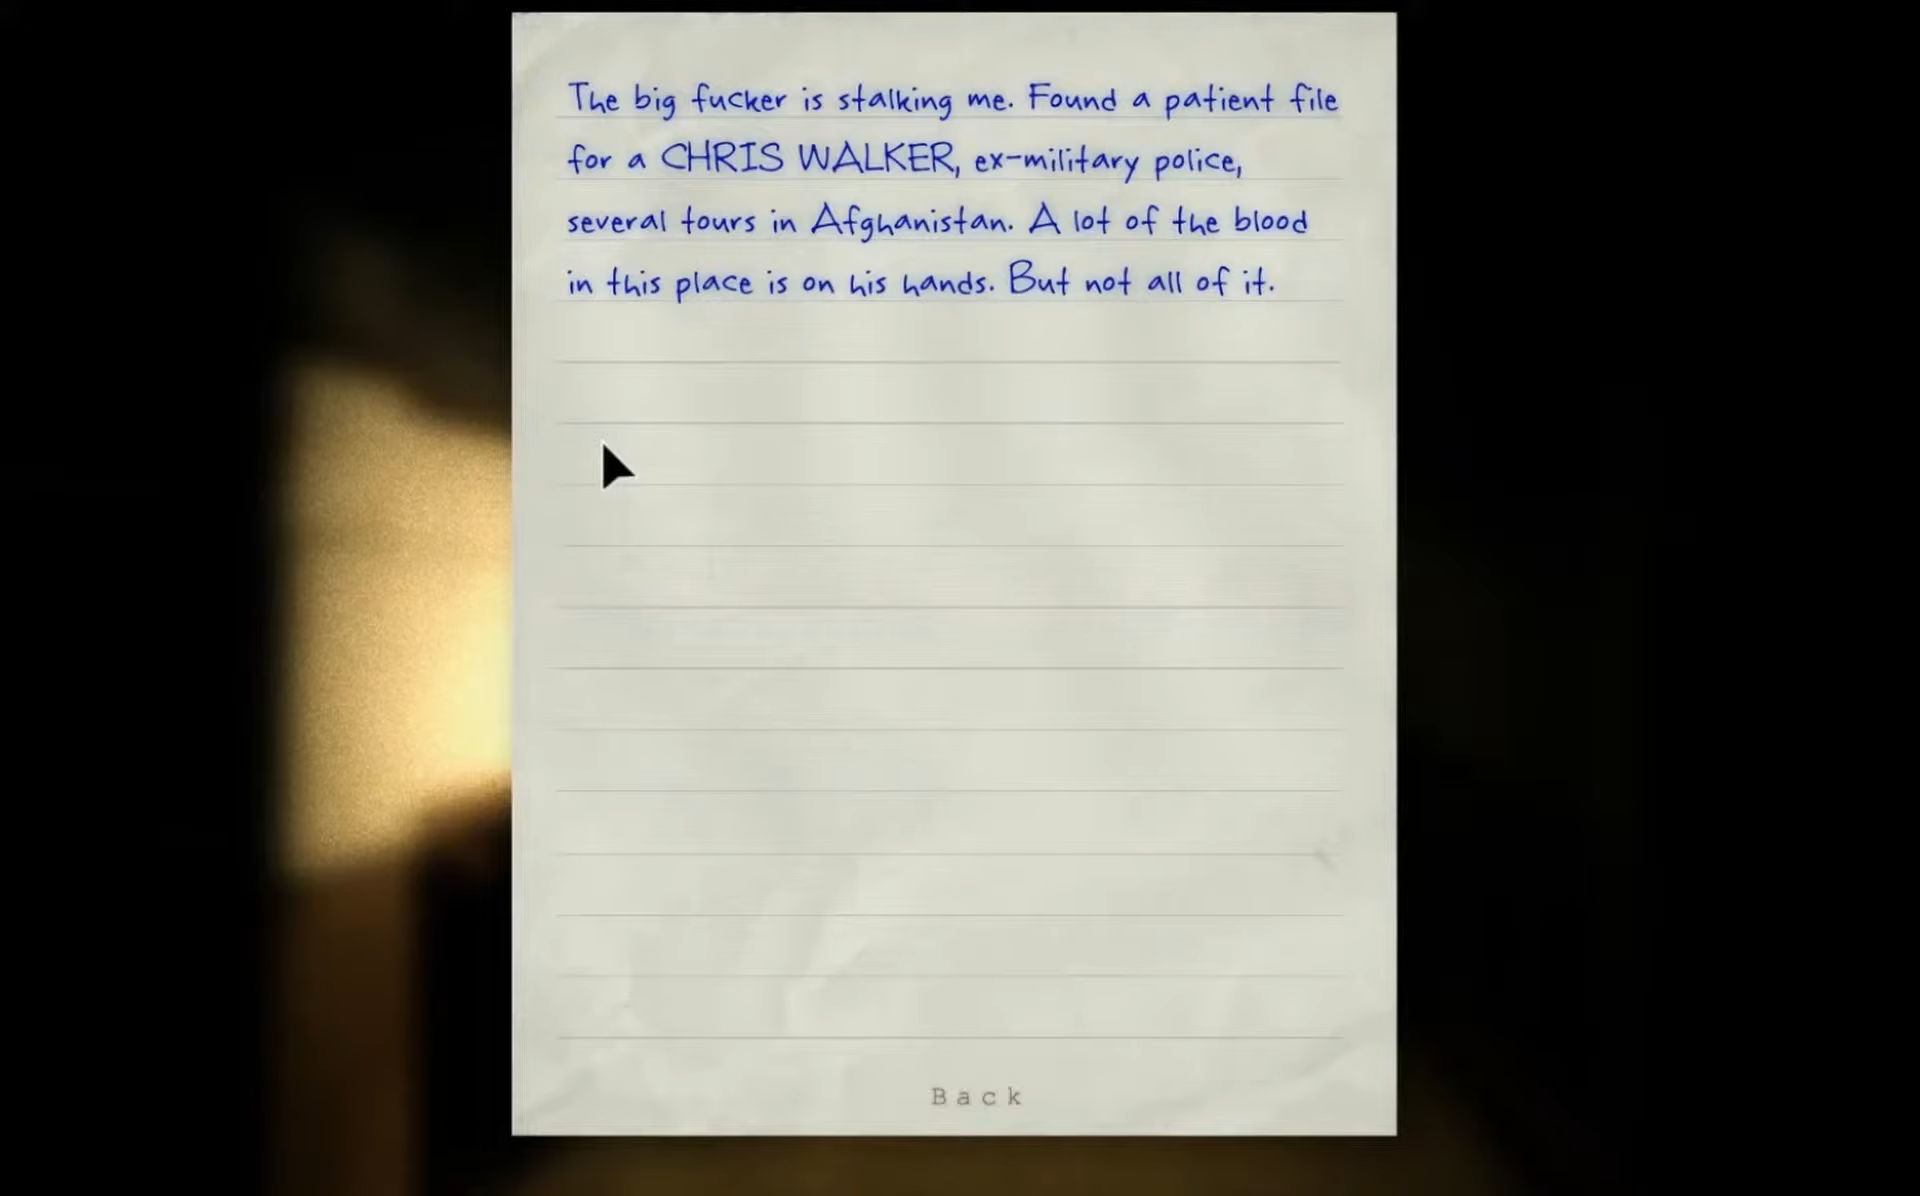 The big fucker is stalking me. Found a patient file
for a CHRIS WALKER, ex-military police,
several tours in Afghanistan. A lot of the blood
in this place is on his hands. But not all of it.
Back